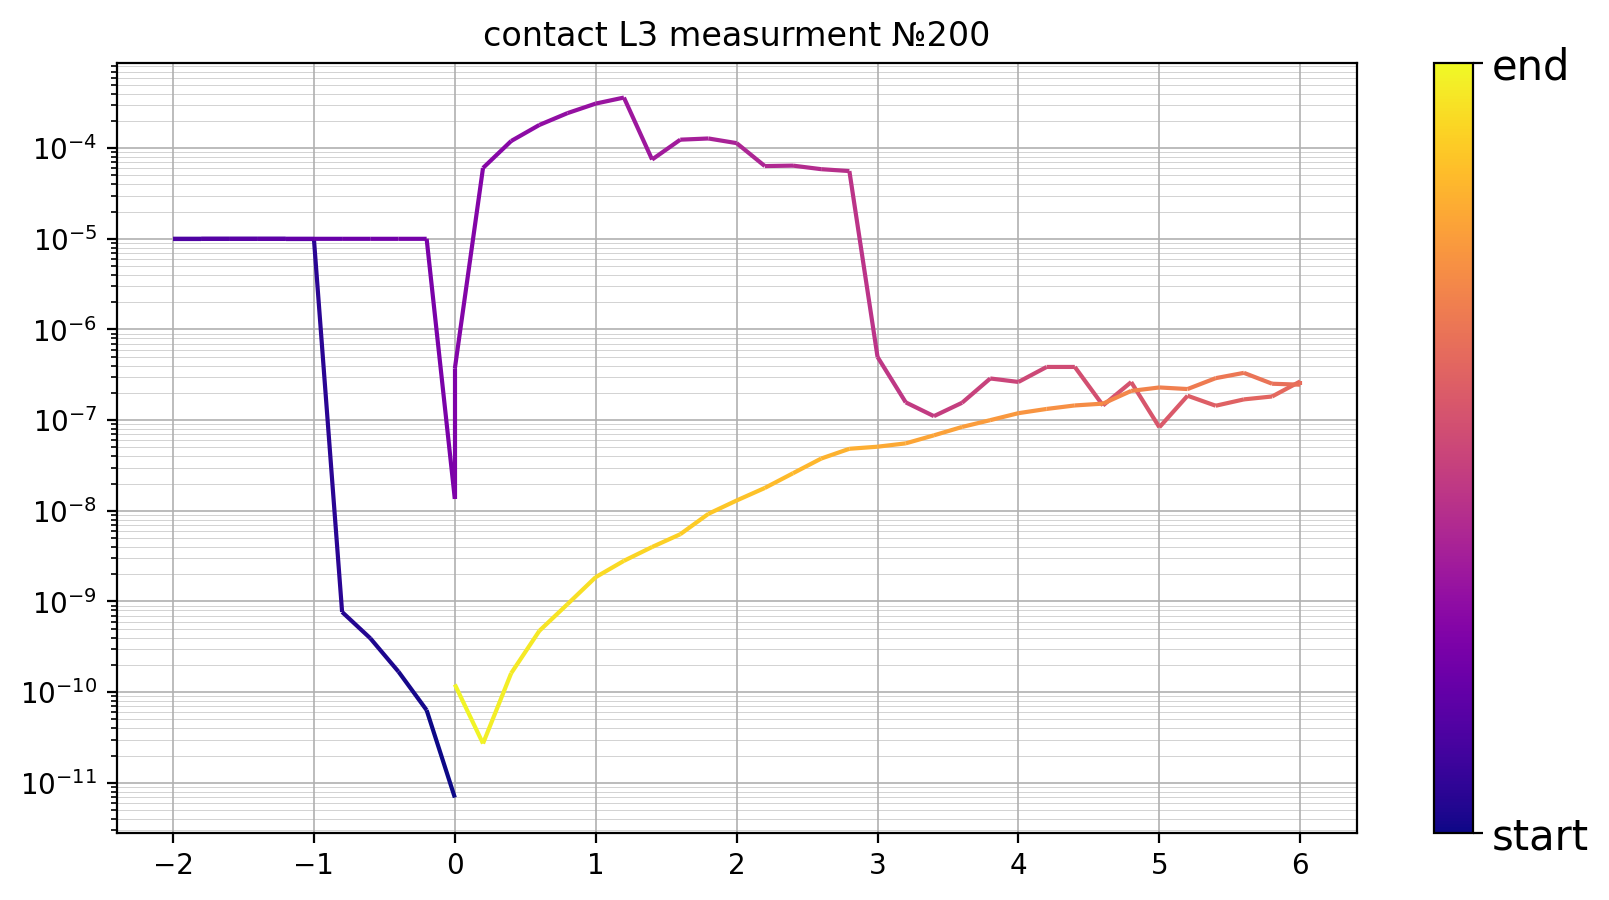 contact L3 measurment №200
10⁻⁴
10⁻⁵
10⁻⁶
10⁻⁷
10⁻⁸
10⁻⁹
10⁻¹⁰
10⁻¹¹
−2 −1 0 1 2 3 4 5 6
end
start